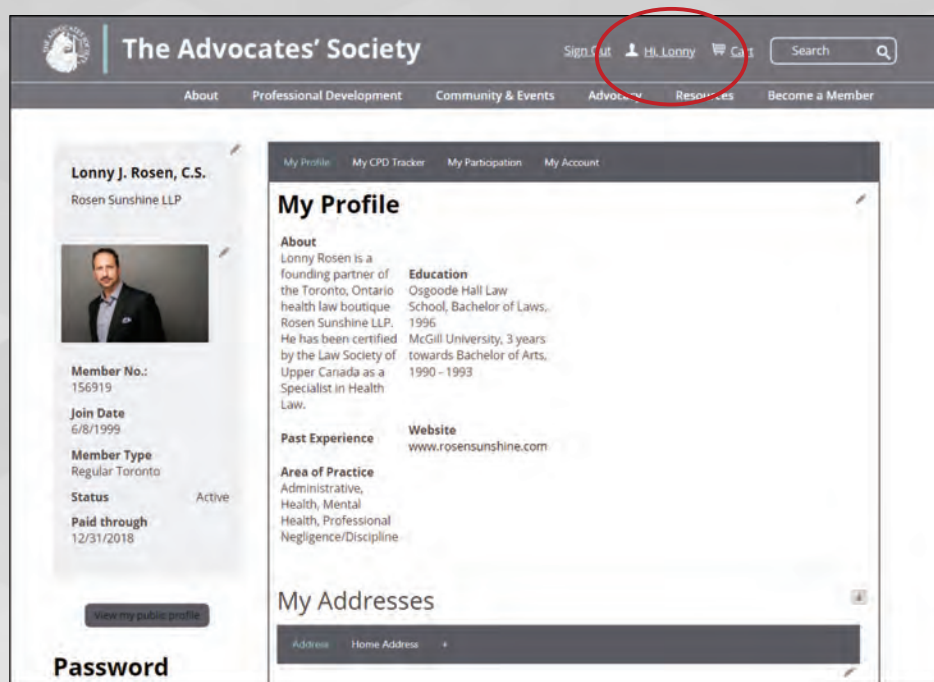 THE ADVOCATES' SOCIETY
The Advocates' Society
Sign Out Hi, Lonny Cart Search
About Professional Development Community & Events Advocacy Resources Become a Member
Lonny J. Rosen, C.S.
Rosen Sunshine LLP
Member No.:
156919
Join Date
6/8/1999
Member Type
Regular Toronto
Status Active
Paid through
12/31/2018
View my public profile
Password
My Profile My CPD Tracker My Participation My Account
My Profile
About
Lonny Rosen is a
founding partner of
the Toronto, Ontario
health law boutique
Rosen Sunshine LLP.
He has been certified
by the Law Society of
Upper Canada as a
Specialist in Health
Law.
Education
Osgoode Hall Law
School, Bachelor of Laws,
1996
McGill University, 3 years
towards Bachelor of Arts,
1990 - 1993
Past Experience
Website
www.rosensunshine.com
Area of Practice
Administrative,
Health, Mental
Health, Professional
Negligence/Discipline
My Addresses
Address Home Address +